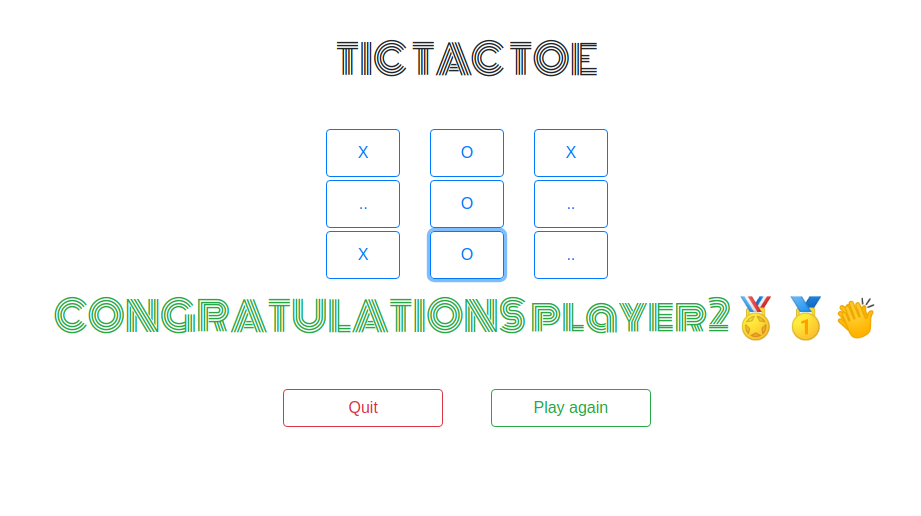 TIC TAC TOE
X O X
.. O ..
X O ..
CONGRATULATIONS PLAYER2🏅🥇👏
Quit Play again